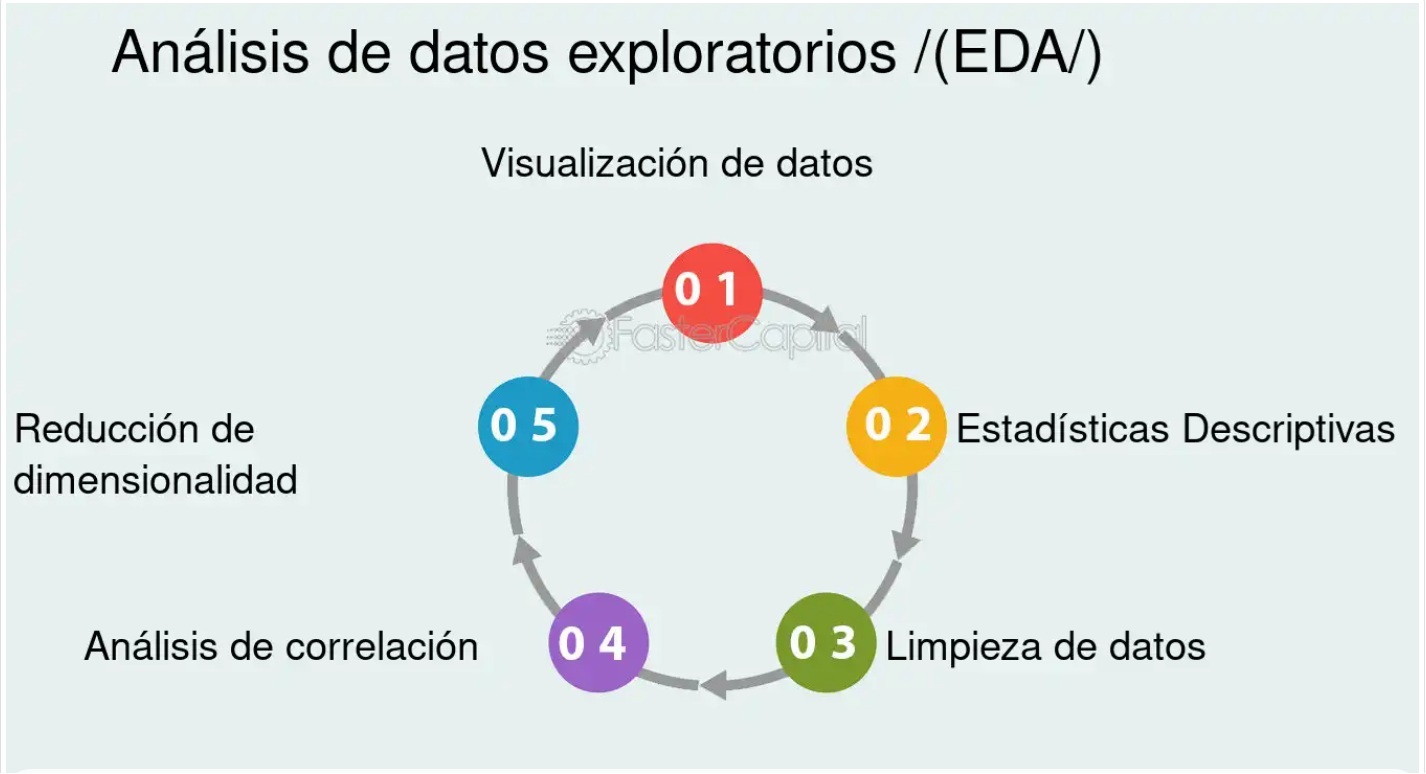 Análisis de datos exploratorios /(EDA/)
Visualización de datos
0 1
FasterCapital
0 5
0 2
Estadísticas Descriptivas
Reducción de
dimensionalidad
Análisis de correlación
0 4
0 3
Limpieza de datos